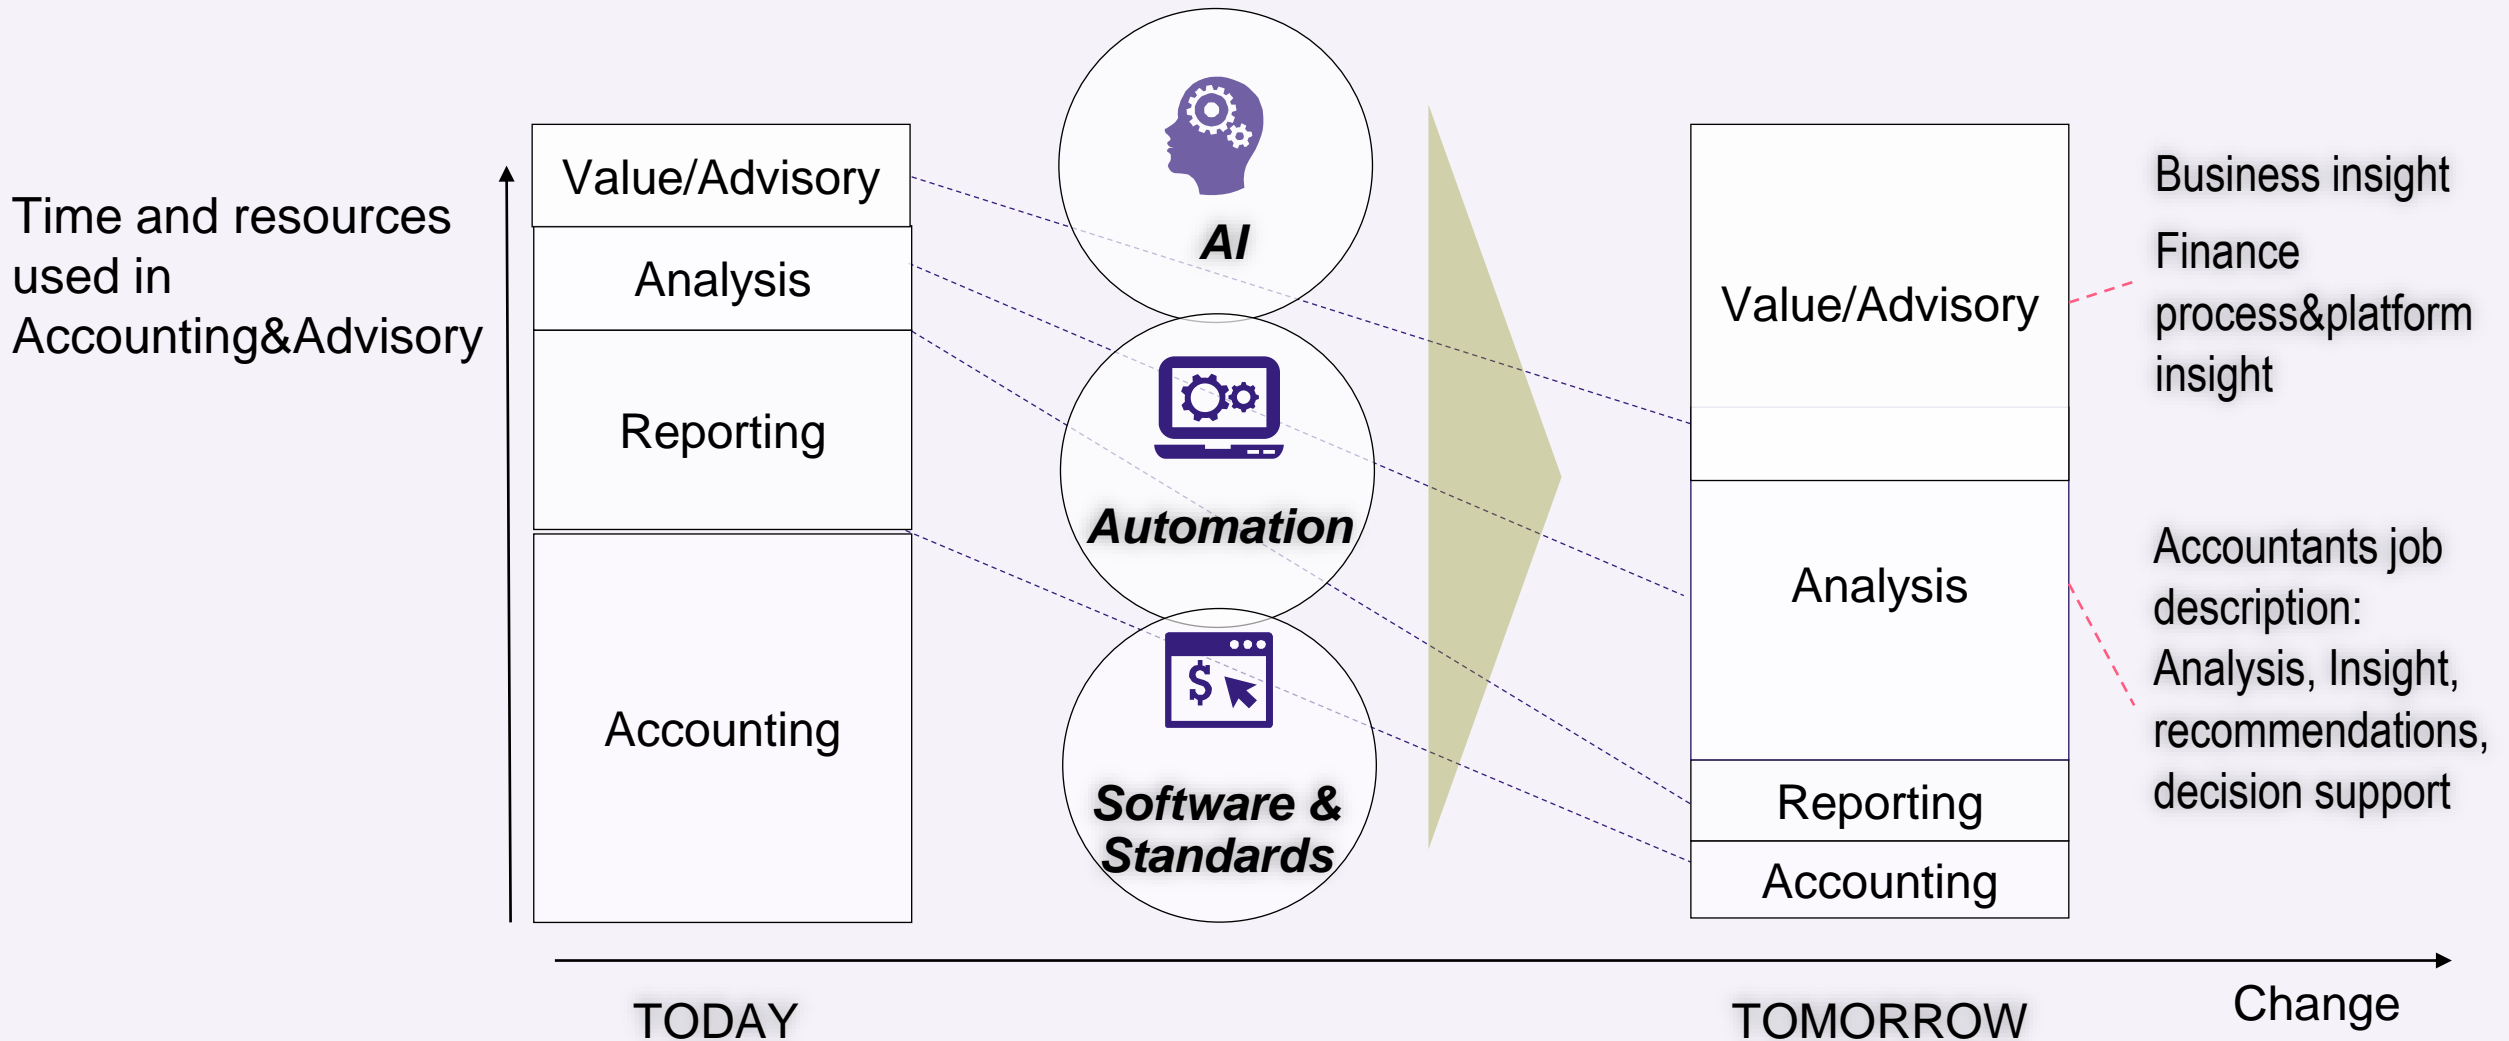 Time and resources
used in
Accounting&Advisory
Value/Advisory
Analysis
Reporting
Accounting
AI
Automation
$
Software &
Standards
Value/Advisory
Analysis
Reporting
Accounting
Business insight
Finance
process&platform
insight
Accountants job
description:
Analysis, Insight,
recommendations,
decision support
TODAY
TOMORROW
Change